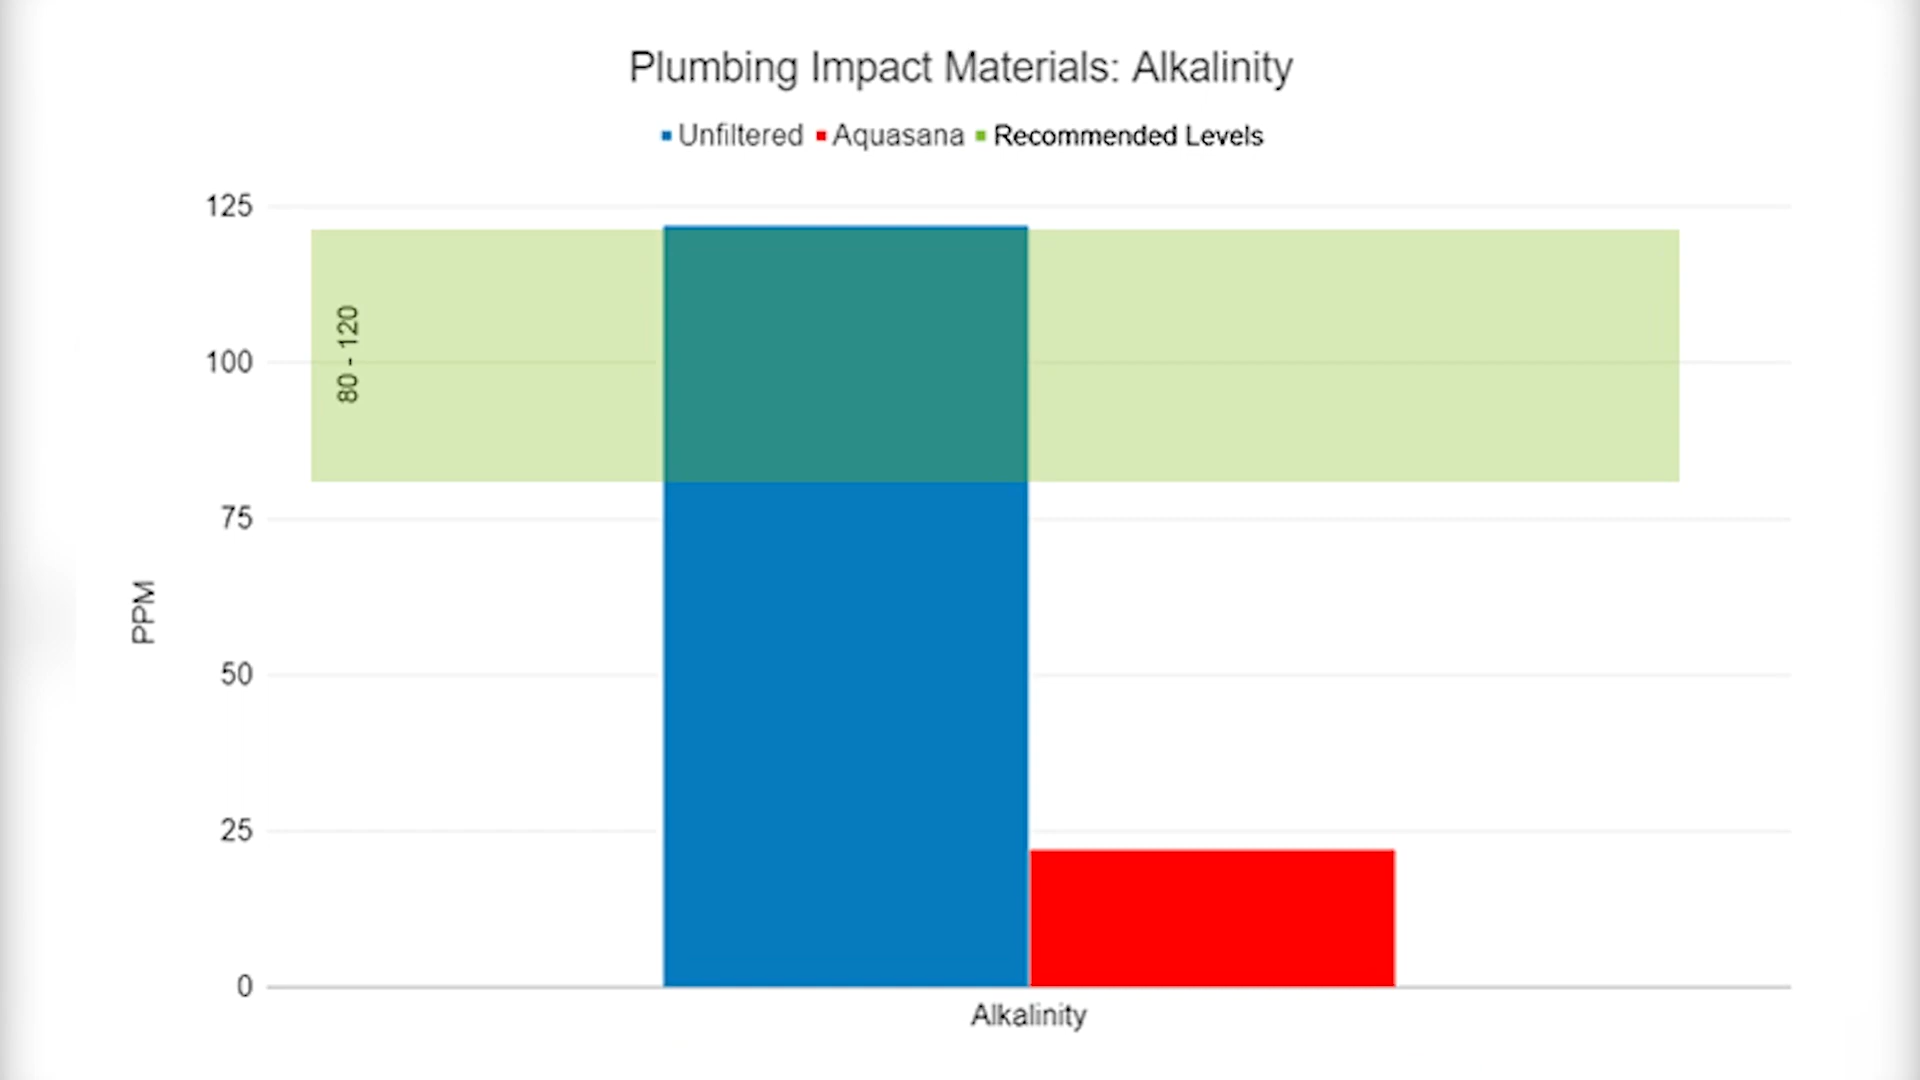 Plumbing Impact Materials: Alkalinity
Unfiltered Aquasana Recommended Levels
125
100
75
50
25
0
80 - 120
PPM
Alkalinity